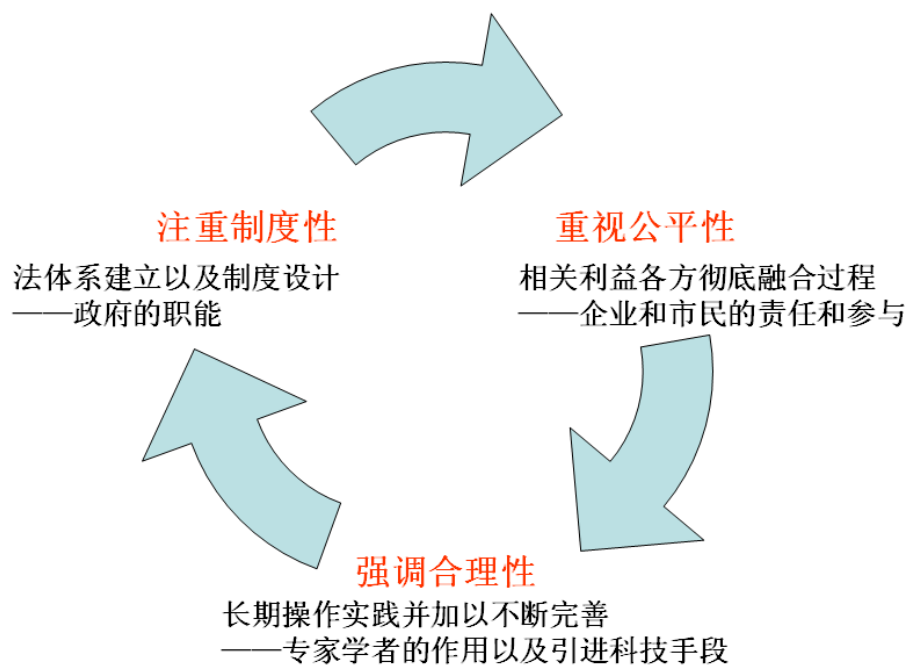 注重制度性
法体系建立以及制度设计
——政府的职能
重视公平性
相关利益各方彻底融合过程
——企业和市民的责任和参与
强调合理性
长期操作实践并加以不断完善
——专家学者的作用以及引进科技手段